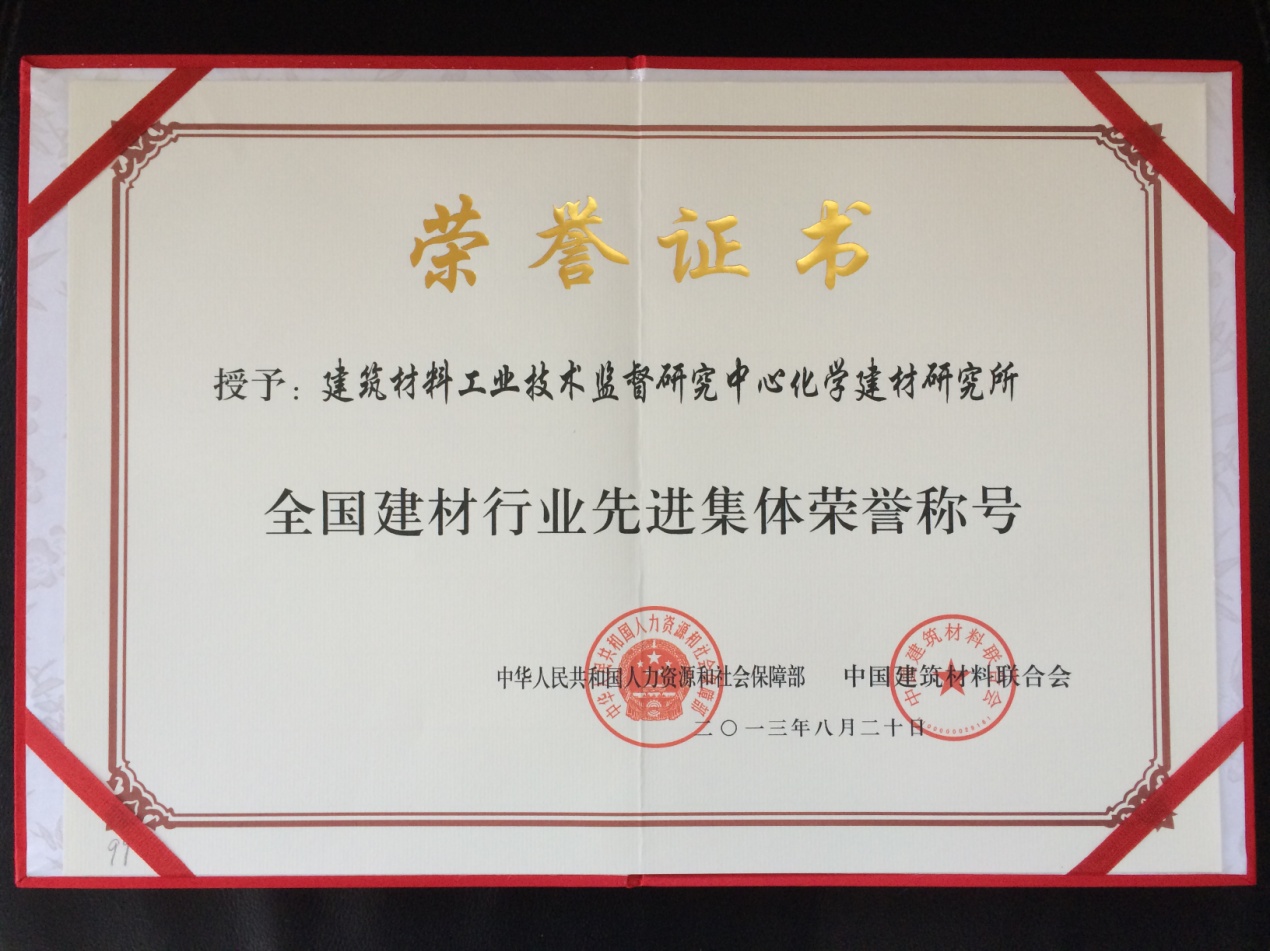 荣誉证书
授予：建筑材料工业技术监督研究中心化学建材研究所
全国建材行业先进集体荣誉称号
中华人民共和国人力资源和社会保障部 中国建筑材料联合会
中华人民共和国人力资源和社会保障部
中国建筑材料联合会
二〇一三年八月二十日